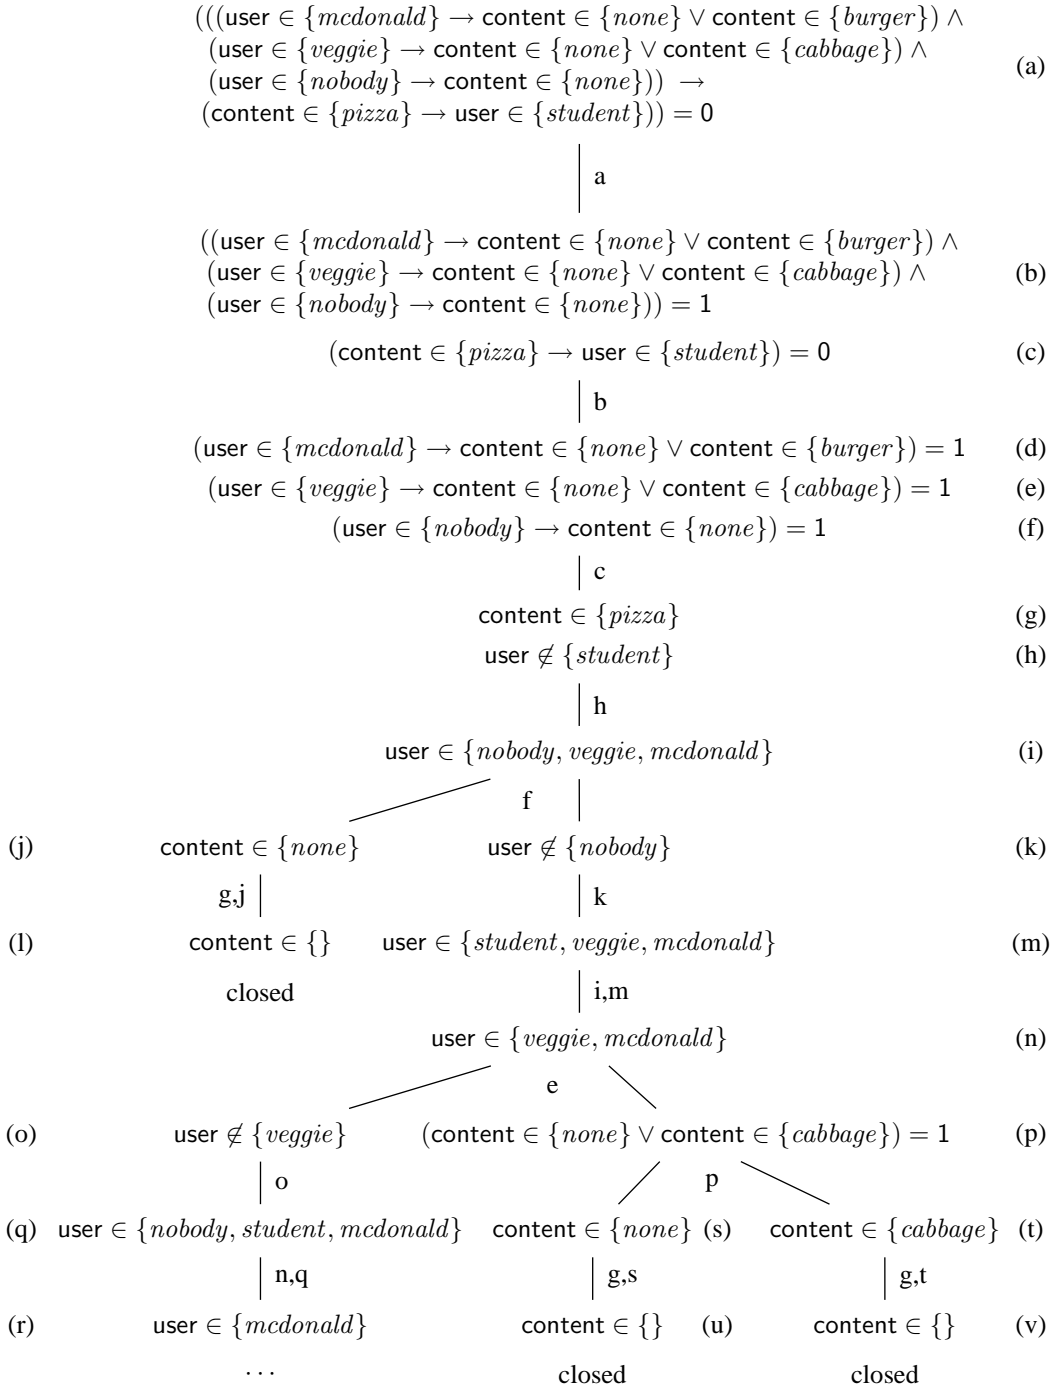 (((user ∈ {mcdonald} → content ∈ {none} ∨ content ∈ {burger}) ∧
(user ∈ {veggie} → content ∈ {none} ∨ content ∈ {cabbage}) ∧
(user ∈ {nobody} → content ∈ {none})) → (a)
(content ∈ {pizza} → user ∈ {student})) = 0
a
((user ∈ {mcdonald} → content ∈ {none} ∨ content ∈ {burger}) ∧
(user ∈ {veggie} → content ∈ {none} ∨ content ∈ {cabbage}) ∧ (b)
(user ∈ {nobody} → content ∈ {none})) = 1
(content ∈ {pizza} → user ∈ {student}) = 0 (c)
b
(user ∈ {mcdonald} → content ∈ {none} ∨ content ∈ {burger}) = 1 (d)
(user ∈ {veggie} → content ∈ {none} ∨ content ∈ {cabbage}) = 1 (e)
(user ∈ {nobody} → content ∈ {none}) = 1 (f)
c
content ∈ {pizza} (g)
user ∉ {student} (h)
h
user ∈ {nobody, veggie, mcdonald} (i)
f
(j) content ∈ {none} user ∉ {nobody} (k)
g,j k
(l) content ∈ {} user ∈ {student, veggie, mcdonald} (m)
closed i,m
user ∈ {veggie, mcdonald} (n)
e
(o) user ∉ {veggie} (content ∈ {none} ∨ content ∈ {cabbage}) = 1 (p)
o p
(q) user ∈ {nobody, student, mcdonald} content ∈ {none} (s) content ∈ {cabbage} (t)
n,q g,s g,t
(r) user ∈ {mcdonald} content ∈ {} (u) content ∈ {} (v)
... closed closed